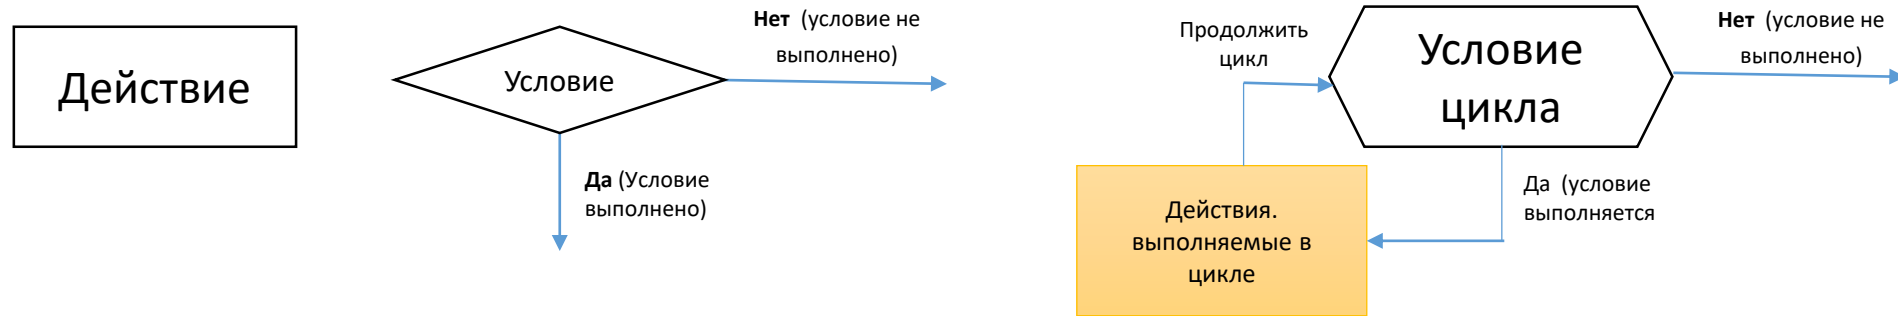 Действие
Условие
Нет (условие не
выполнено)
Да (Условие
выполнено)
Продолжить
цикл
Условие
цикла
Нет (условие не
выполнено)
Да (условие
выполняется
Действия.
выполняемые в
цикле